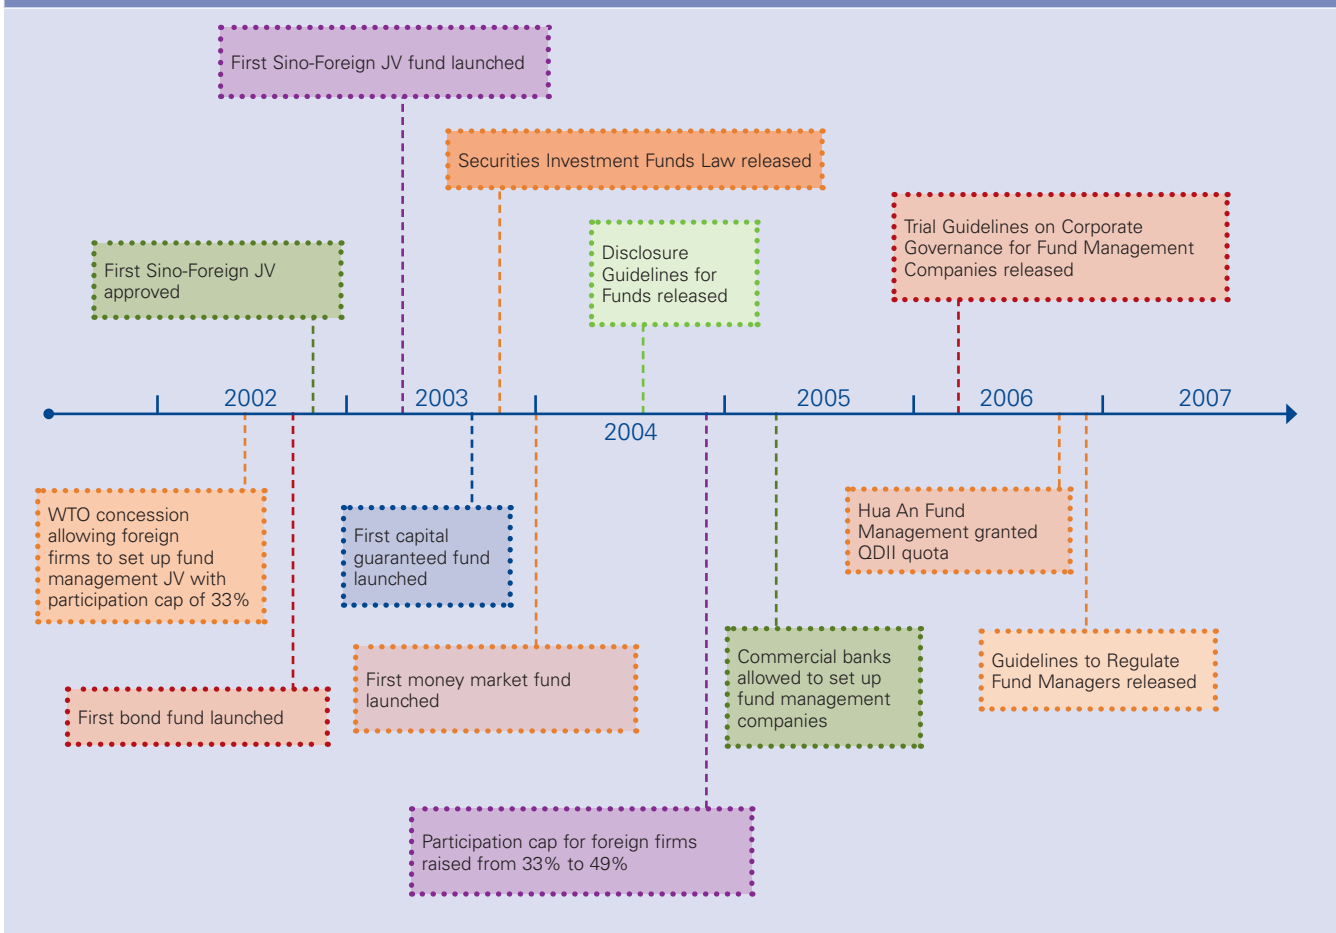 First Sino-Foreign JV fund launched
Securities Investment Funds Law released
Trial Guidelines on Corporate
Governance for Fund Management
Companies released
Disclosure
Guidelines for
Funds released
First Sino-Foreign JV
approved
2002
2003
2004
2005
2006
2007
WTO concession
allowing foreign
firms to set up fund
management JV with
participation cap of 33%
First capital
guaranteed fund
launched
Hua An Fund
Management granted
QDII quota
First bond fund launched
First money market fund
launched
Commercial banks
allowed to set up
fund management
companies
Guidelines to Regulate
Fund Managers released
Participation cap for foreign firms
raised from 33% to 49%